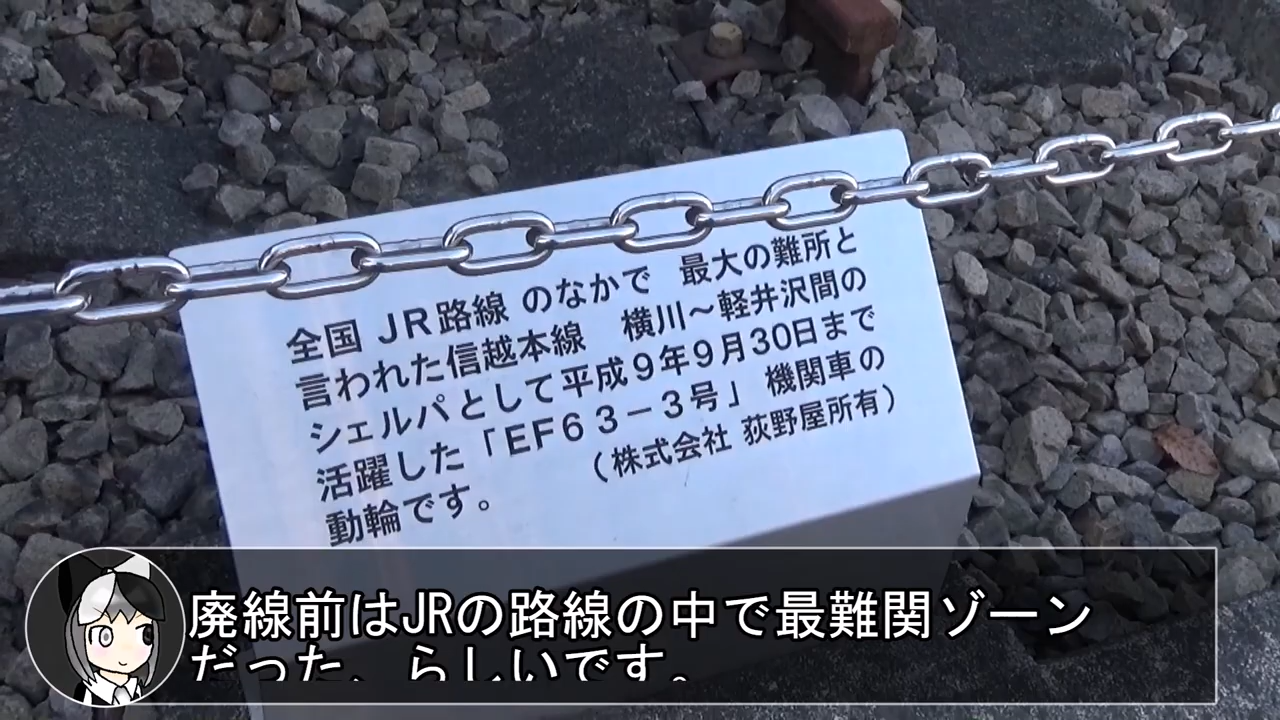 全国 JR路線 のなかで 最大の難所と
言われた信越本線 横川～軽井沢間の
シェルパとして平成9年9月30日まで
活躍した「EF63－3号」機関車の
動輪です。 （株式会社 荻野屋所有）
廃線前はJRの路線の中で最難関ゾーン
だった、らしいです。